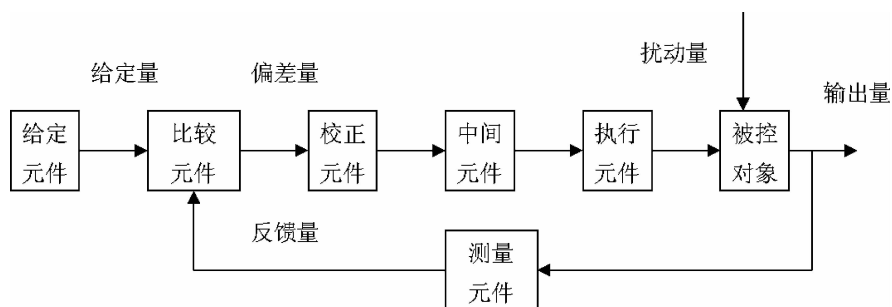 扰动量
给定量
偏差量
输出量
给定
元件
比较
元件
校正
元件
中间
元件
执行
元件
被控
对象
反馈量
测量
元件